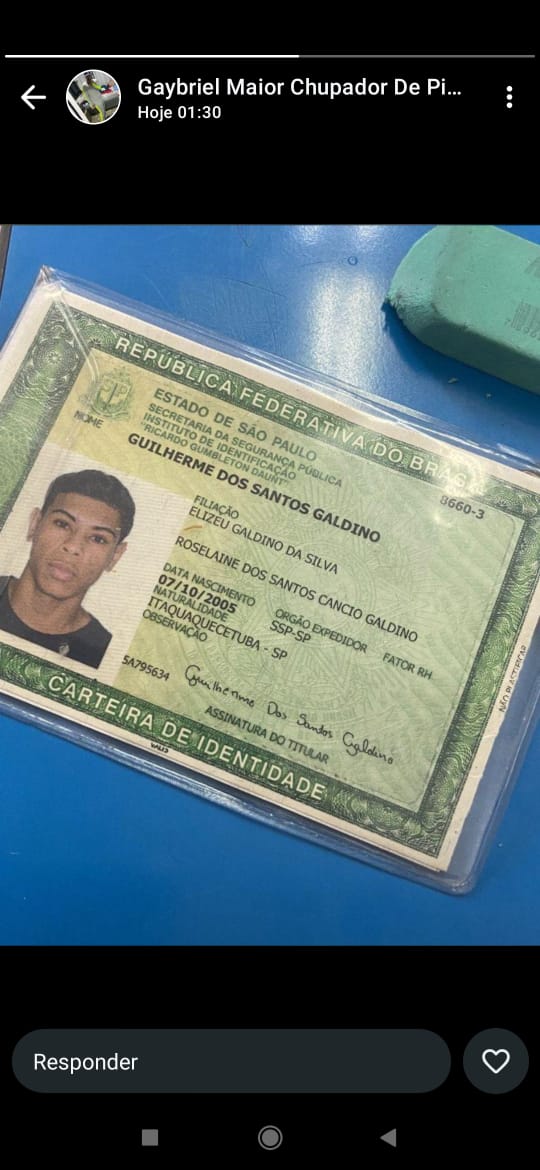 Gaybriel Maior Chupador De Pi...
Hoje 01:30
REPÚBLICA FEDERATIVA DO BRASIL
ESTADO DE SÃO PAULO
SECRETARIA DA SEGURANÇA PÚBLICA
INSTITUTO DE IDENTIFICAÇÃO
"RICARDO GUMBLETON DAUNT"
8660-3
NOME
GUILHERME DOS SANTOS GALDINO
FILIAÇÃO
ELIZEU GALDINO DA SILVA
ROSELAINE DOS SANTOS CANCIO GALDINO
DATA NASCIMENTO
07/10/2005
ORGÃO EXPEDIDOR
SSP-SP
FATOR RH
NATURALIDADE
ITAQUAQUECETUBA - SP
OBSERVAÇÃO
5A795634
Guilherme Dos Santos Galdino
ASSINATURA DO TITULAR
CARTEIRA DE IDENTIDADE
NÃO PLASTIFICAR
Responder